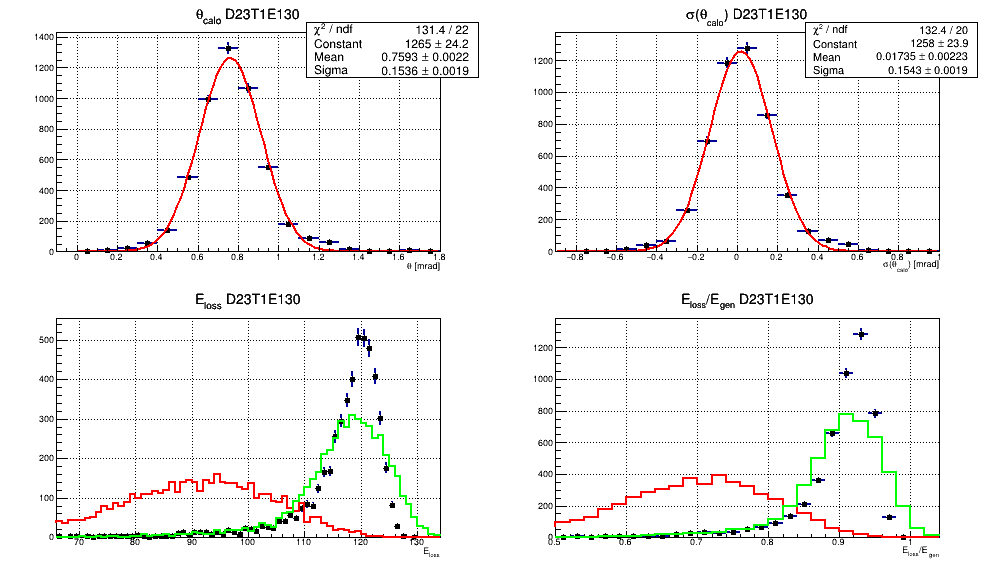 θcalo D23T1E130
χ² / ndf 131.4 / 22
Constant 1265 ± 24.2
Mean 0.7593 ± 0.0022
Sigma 0.1536 ± 0.0019
1400
1200
1000
800
600
400
200
0
0 0.2 0.4 0.6 0.8 1 1.2 1.4 1.6 1.8
θ [mrad]
σ(θcalo) D23T1E130
χ² / ndf 132.4 / 20
Constant 1258 ± 23.9
Mean 0.01735 ± 0.00223
Sigma 0.1543 ± 0.0019
1200
1000
800
600
400
200
0
−0.8 −0.6 −0.4 −0.2 0 0.2 0.4 0.6 0.8 1
σ(θcalo) [mrad]
Eloss D23T1E130
500
400
300
200
100
0
70 80 90 100 110 120 130
Eloss
Eloss/Egen D23T1E130
1200
1000
800
600
400
200
0
0.5 0.6 0.7 0.8 0.9 1
Eloss/Egen